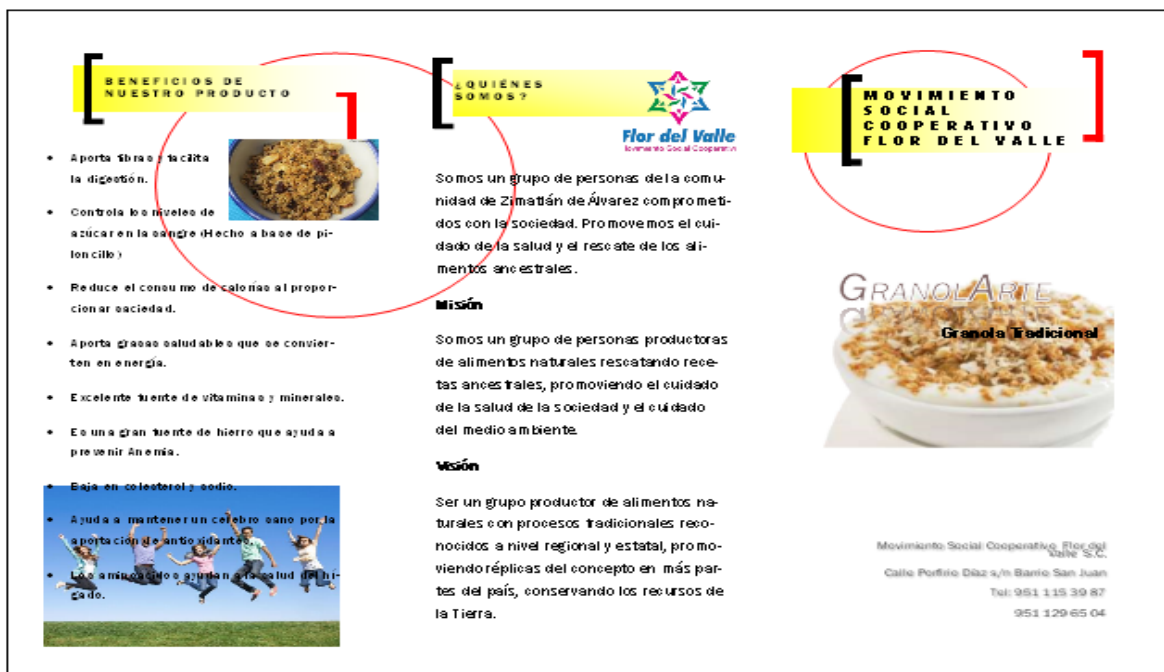 BENEFICIOS DE
NUESTRO PRODUCTO
• Aporta fibras y facilita
la digestión.
• Controla los niveles de
azúcar en la sangre (Hecho a base de pi-
loncillo)
• Reduce el consumo de calorías al propor-
cionar saciedad.
• Aporta grasas saludables que se convier-
ten en energía.
• Excelente fuente de vitaminas y minerales.
• Es una gran fuente de hierro que ayuda a
prevenir Anemia.
• Baja en colesterol y sodio.
• Ayuda a mantener un cerebro sano por la
aportación de antioxidantes.
• Los aminoácidos ayudan a la salud del hí-
gado.
¿QUIÉNES
SOMOS?
Flor del Valle
Movimiento Social Cooperativo
Somos un grupo de personas de la comu-
nidad de Zimatlán de Álvarez comprometi-
dos con la sociedad. Promovemos el cui-
dado de la salud y el rescate de los ali-
mentos ancestrales.
Misión
Somos un grupo de personas productoras
de alimentos naturales rescatando rece-
tas ancestrales, promoviendo el cuidado
de la salud de la sociedad y el cuidado
del medio ambiente.
Visión
Ser un grupo productor de alimentos na-
turales con procesos tradicionales reco-
nocidos a nivel regional y estatal, promo-
viendo réplicas del concepto en más par-
tes del país, conservando los recursos de
la Tierra.
MOVIMIENTO
SOCIAL
COOPERATIVO
FLOR DEL VALLE
GRANOLARTE
Granola Tradicional
Movimiento Social Cooperativo Flor del
Valle S.C.
Calle Porfirio Díaz s/n Barrio San Juan
Tel: 951 115 39 87
951 129 65 04